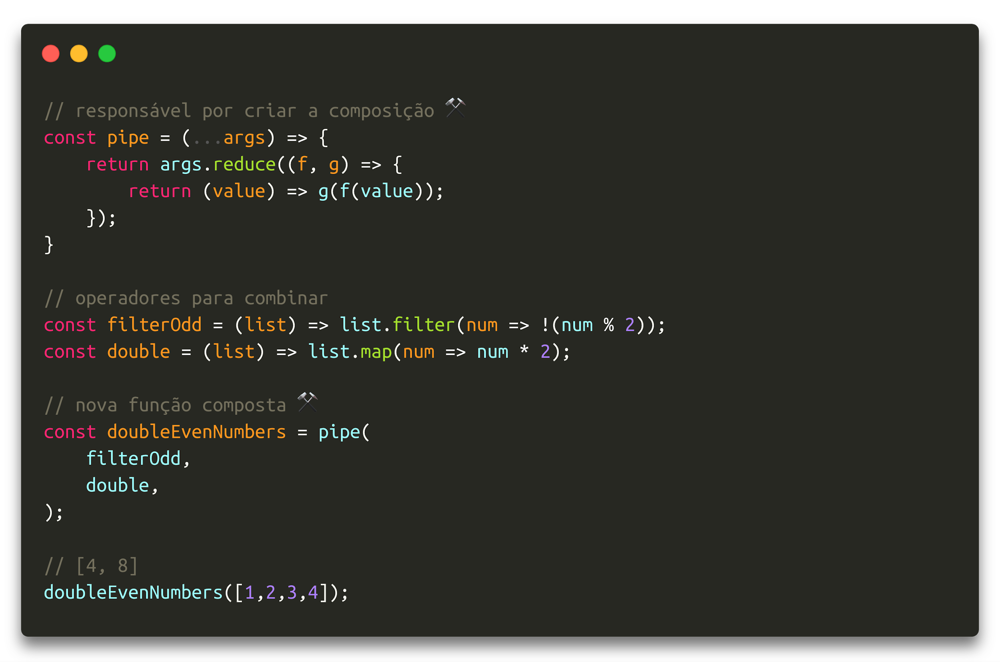 // responsável por criar a composição ⚒
const pipe = (...args) => {
    return args.reduce((f, g) => {
        return (value) => g(f(value));
    });
}
// operadores para combinar
const filterOdd = (list) => list.filter(num => !(num % 2));
const double = (list) => list.map(num => num * 2);
// nova função composta ⚒
const doubleEvenNumbers = pipe(
    filterOdd,
    double,
);
// [4, 8]
doubleEvenNumbers([1,2,3,4]);